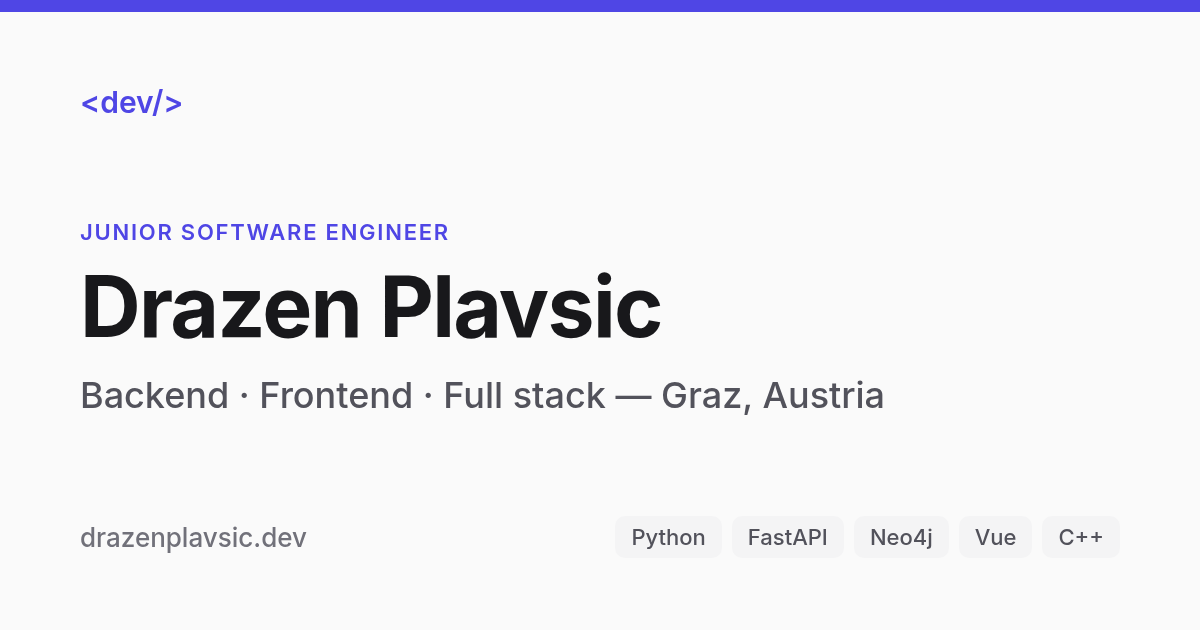 <dev/>
JUNIOR SOFTWARE ENGINEER
Drazen Plavsic
Backend · Frontend · Full stack — Graz, Austria
drazenplavsic.dev
Python FastAPI Neo4j Vue C++